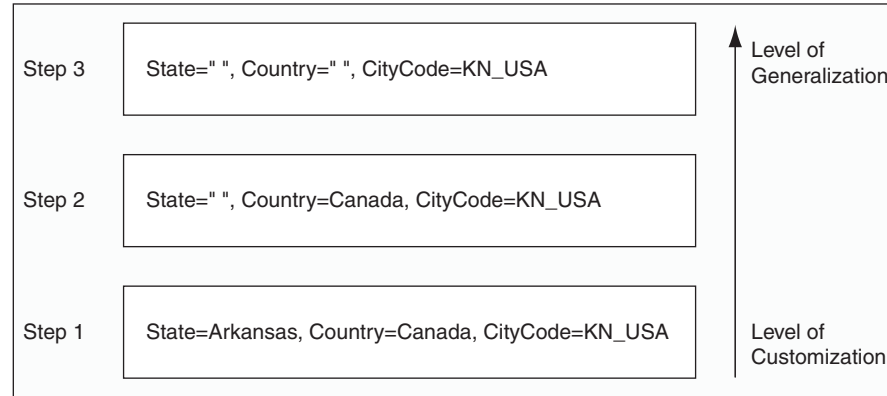 Step 3
State=" ", Country=" ", CityCode=KN_USA
Level of
Generalization
Step 2
State=" ", Country=Canada, CityCode=KN_USA
Step 1
State=Arkansas, Country=Canada, CityCode=KN_USA
Level of
Customization